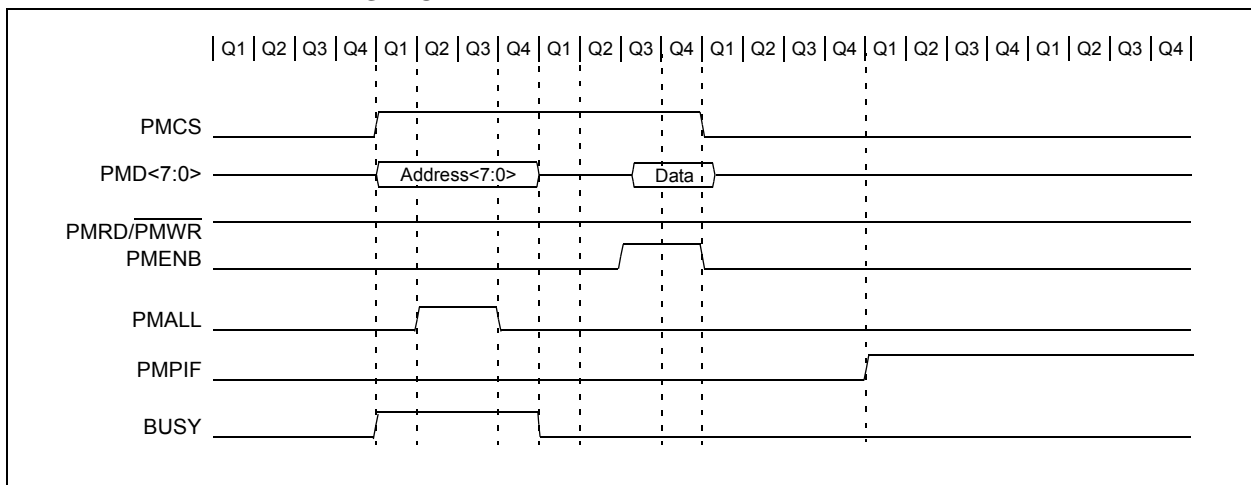 Q1 Q2 Q3 Q4 Q1 Q2 Q3 Q4 Q1 Q2 Q3 Q4 Q1 Q2 Q3 Q4 Q1 Q2 Q3 Q4 Q1 Q2 Q3 Q4
PMCS
PMD<7:0> Address<7:0> Data
PMRD/PMWR
PMENB
PMALL
PMPIF
BUSY